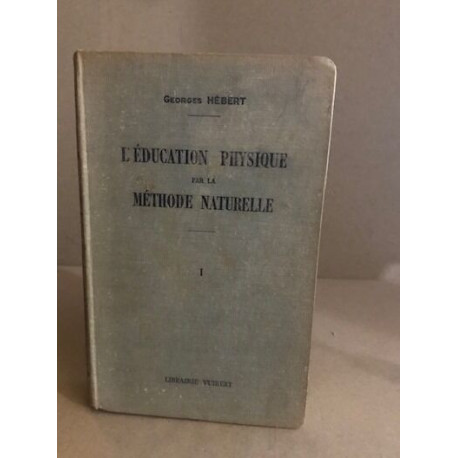 GEORGES HÉBERT
L'ÉDUCATION PHYSIQUE
PAR LA
MÉTHODE NATURELLE
I
LIBRAIRIE VUIBERT